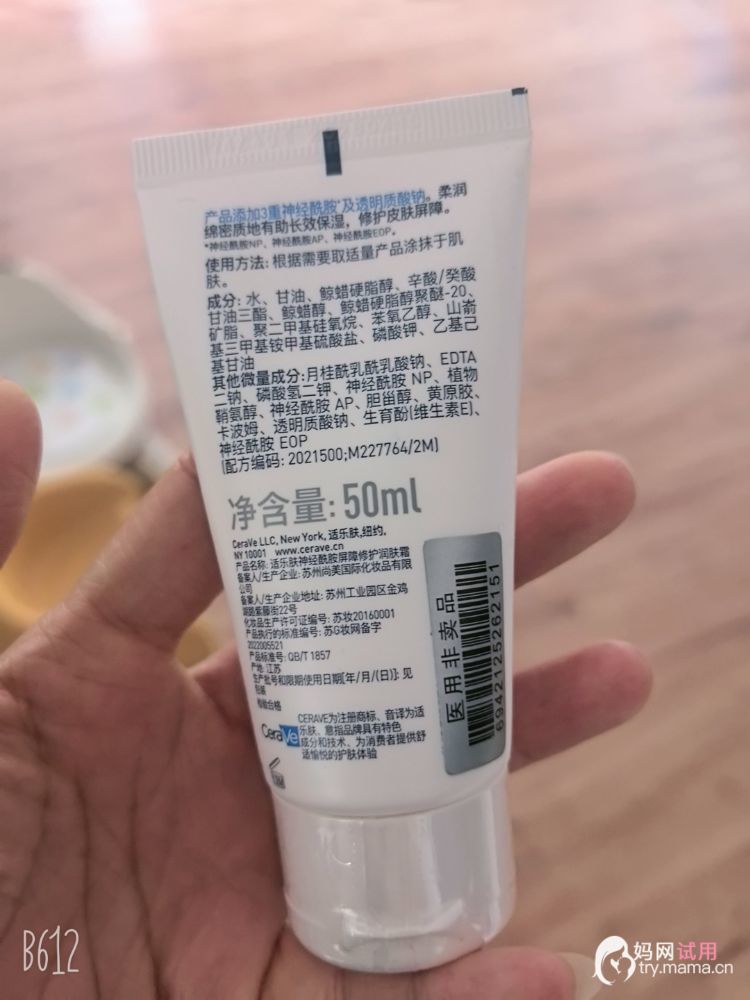 产品添加3重神经酰胺*及透明质酸钠。柔润
绵密质地有助长效保湿，修护皮肤屏障。
*神经酰胺NP、神经酰胺AP、神经酰胺EOP。
使用方法: 根据需要取适量产品涂抹于肌
肤。
成分: 水、甘油、鲸蜡硬脂醇、辛酸/癸酸
甘油三酯、鲸蜡醇、鲸蜡硬脂醇聚醚-20、
矿脂、聚二甲基硅氧烷、苯氧乙醇、山嵛
基三甲基铵甲基硫酸盐、磷酸钾、乙基己
基甘油
其他微量成分:月桂酰乳酰乳酸钠、EDTA
二钠、磷酸氢二钾、神经酰胺 NP、植物
鞘氨醇、神经酰胺 AP、胆甾醇、黄原胶、
卡波姆、透明质酸钠、生育酚(维生素E)、
神经酰胺 EOP
(配方编码: 2021500;M227764/2M)
净含量: 50ml
CeraVe LLC, New York, 适乐肤,纽约,
NY 10001 www.cerave.cn
产品名称: 适乐肤神经酰胺屏障修护润肤霜
备案人/生产企业: 苏州尚美国际化妆品有限
公司
备案人/生产企业地址: 苏州工业园区金鸡
湖路紫藤街22号
化妆品生产许可证编号: 苏妆20160001
产品执行的标准编号: 苏G妆网备字
2022005521
产品标准号: QB/T 1857
产地: 江苏
生产批号和限期使用日期[年/月/(日)]: 见
包装
检验合格
CeraVe
CERAVE为注册商标、音译为适
乐肤、意指品牌具有特色
成分和技术、为消费者提供舒
适愉悦的护肤体验
医用非卖品
6942125262151
B612
妈网试用
try.mama.cn